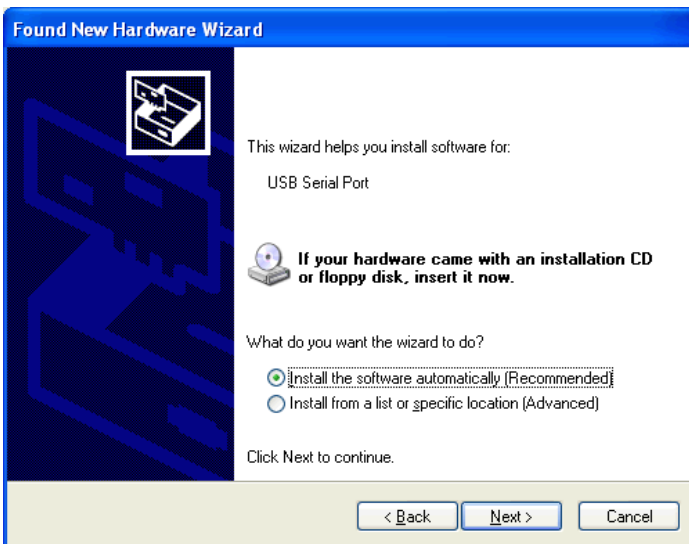 Found New Hardware Wizard
This wizard helps you install software for:
USB Serial Port
If your hardware came with an installation CD
or floppy disk, insert it now.
What do you want the wizard to do?
Install the software automatically (Recommended)
Install from a list or specific location (Advanced)
Click Next to continue.
< Back
Next >
Cancel